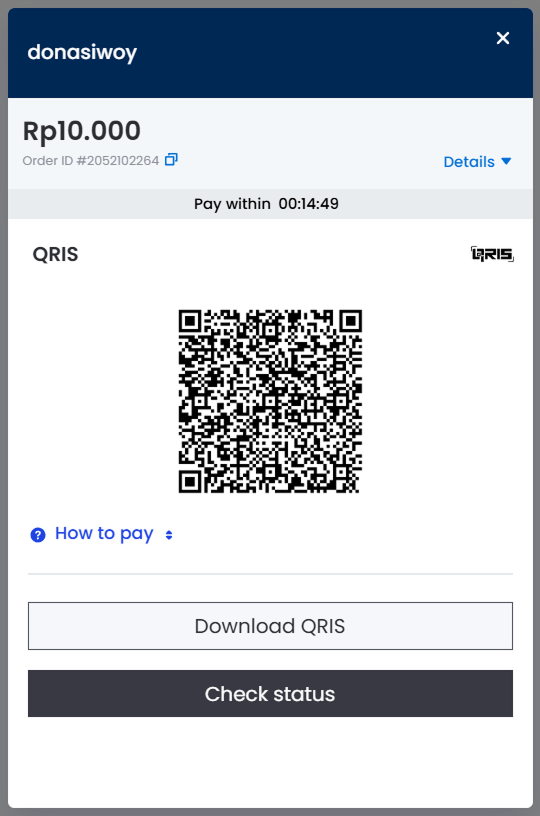 donasiwoy
Rp10.000
Order ID #2052102264
Details
Pay within 00:14:49
QRIS
QRIS
How to pay
Download QRIS
Check status